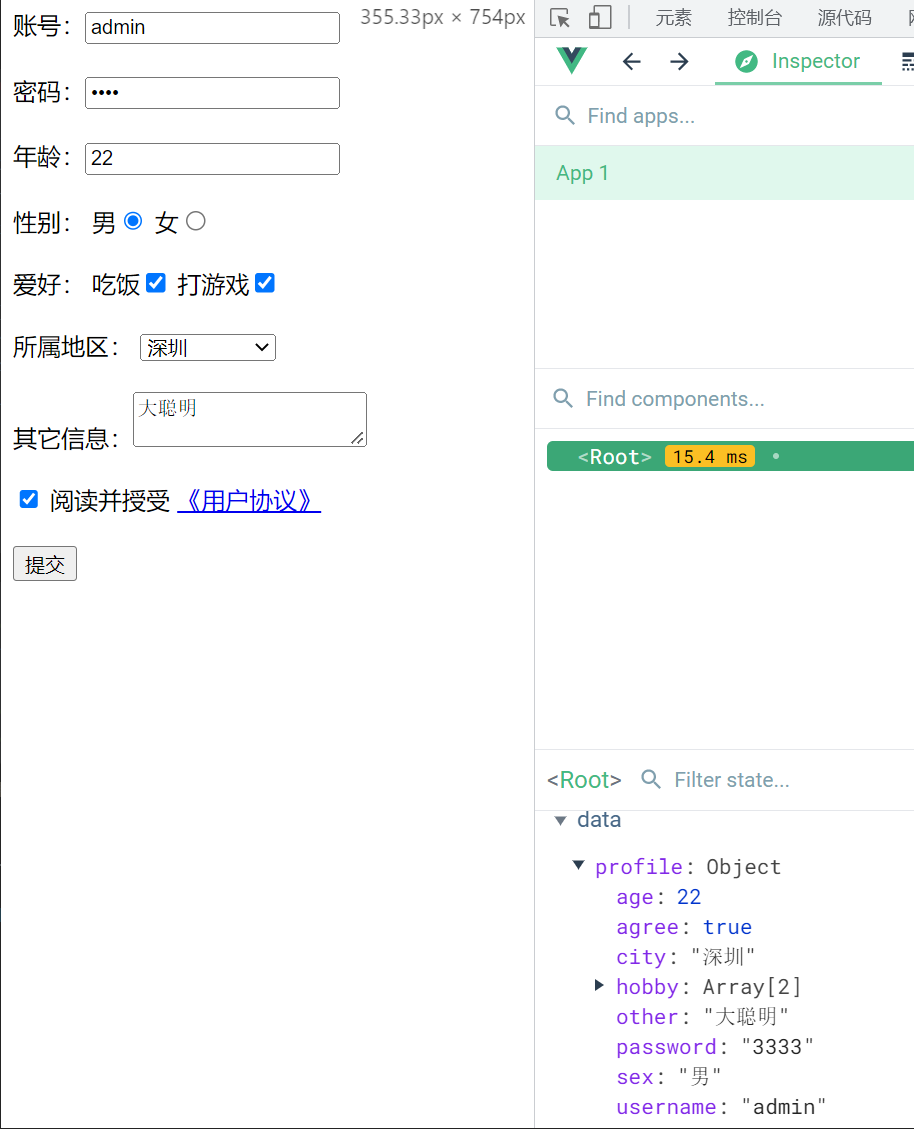 账号： admin
密码： ••••
年龄： 22
性别： 男 女
爱好： 吃饭 打游戏
所属地区： 深圳
其它信息： 大聪明
阅读并授受 《用户协议》
提交
355.33px × 754px
元素 控制台 源代码
Inspector
Find apps...
App 1
Find components...
<Root> 15.4 ms
<Root> Filter state...
data
profile: Object
age: 22
agree: true
city: "深圳"
hobby: Array[2]
other: "大聪明"
password: "3333"
sex: "男"
username: "admin"